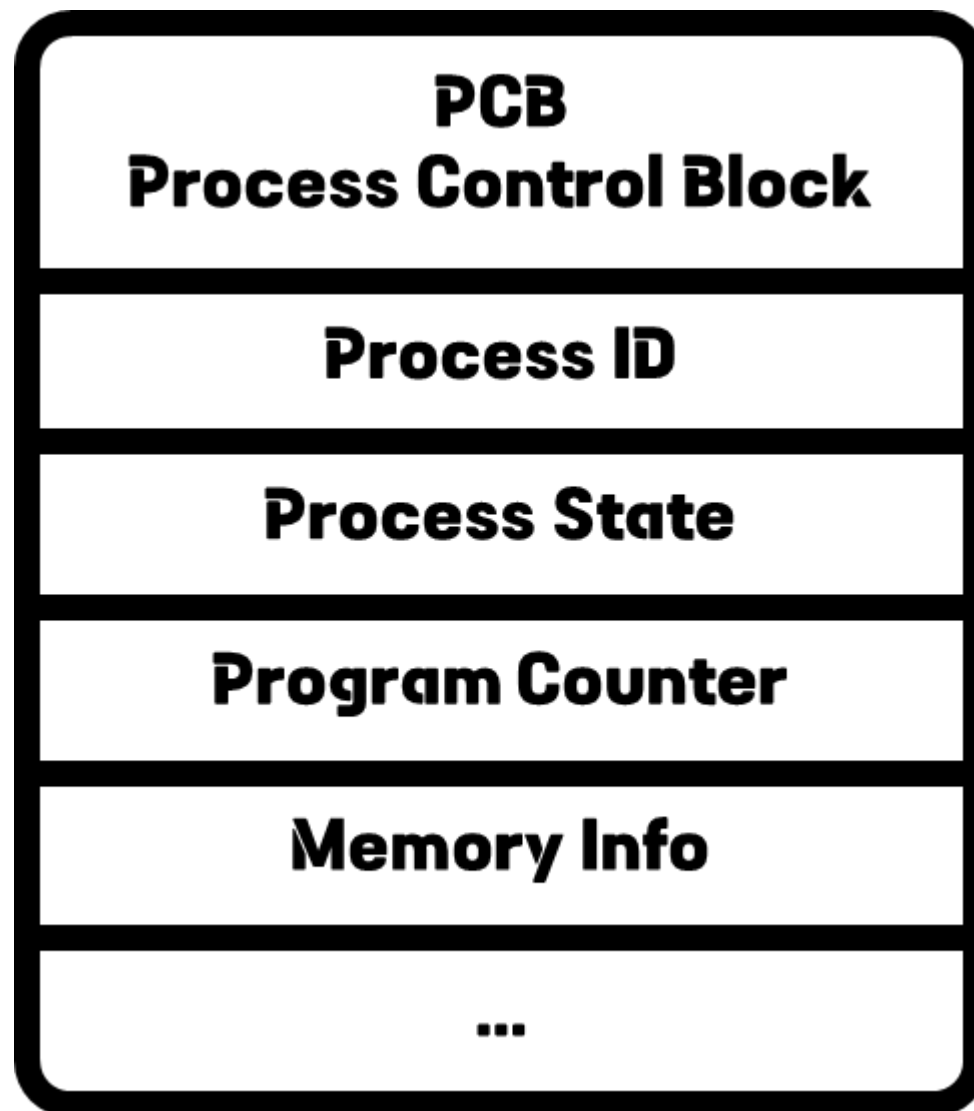 PCB
Process Control Block
Process ID
Process State
Program Counter
Memory Info
...